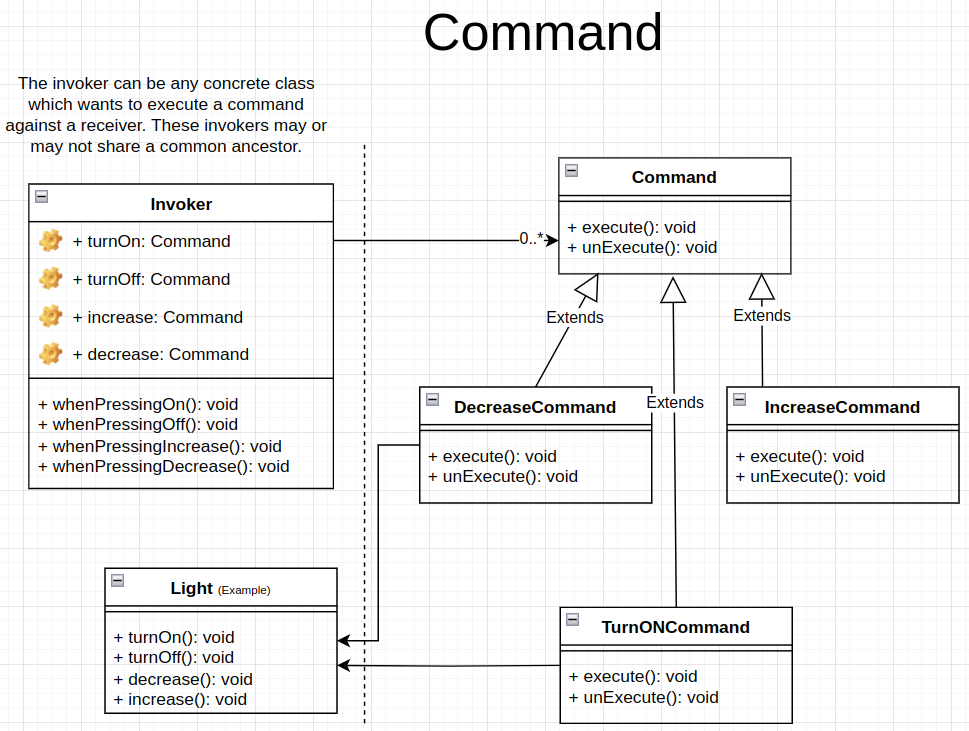 Command
The invoker can be any concrete class
which wants to execute a command
against a receiver. These invokers may or
may not share a common ancestor.
Invoker
+ turnOn: Command
+ turnOff: Command
+ increase: Command
+ decrease: Command
+ whenPressingOn(): void
+ whenPressingOff(): void
+ whenPressingIncrease(): void
+ whenPressingDecrease(): void
0..*
Command
+ execute(): void
+ unExecute(): void
Extends
Extends
Extends
DecreaseCommand
+ execute(): void
+ unExecute(): void
IncreaseCommand
+ execute(): void
+ unExecute(): void
Light (Example)
+ turnOn(): void
+ turnOff(): void
+ decrease(): void
+ increase(): void
TurnONCommand
+ execute(): void
+ unExecute(): void